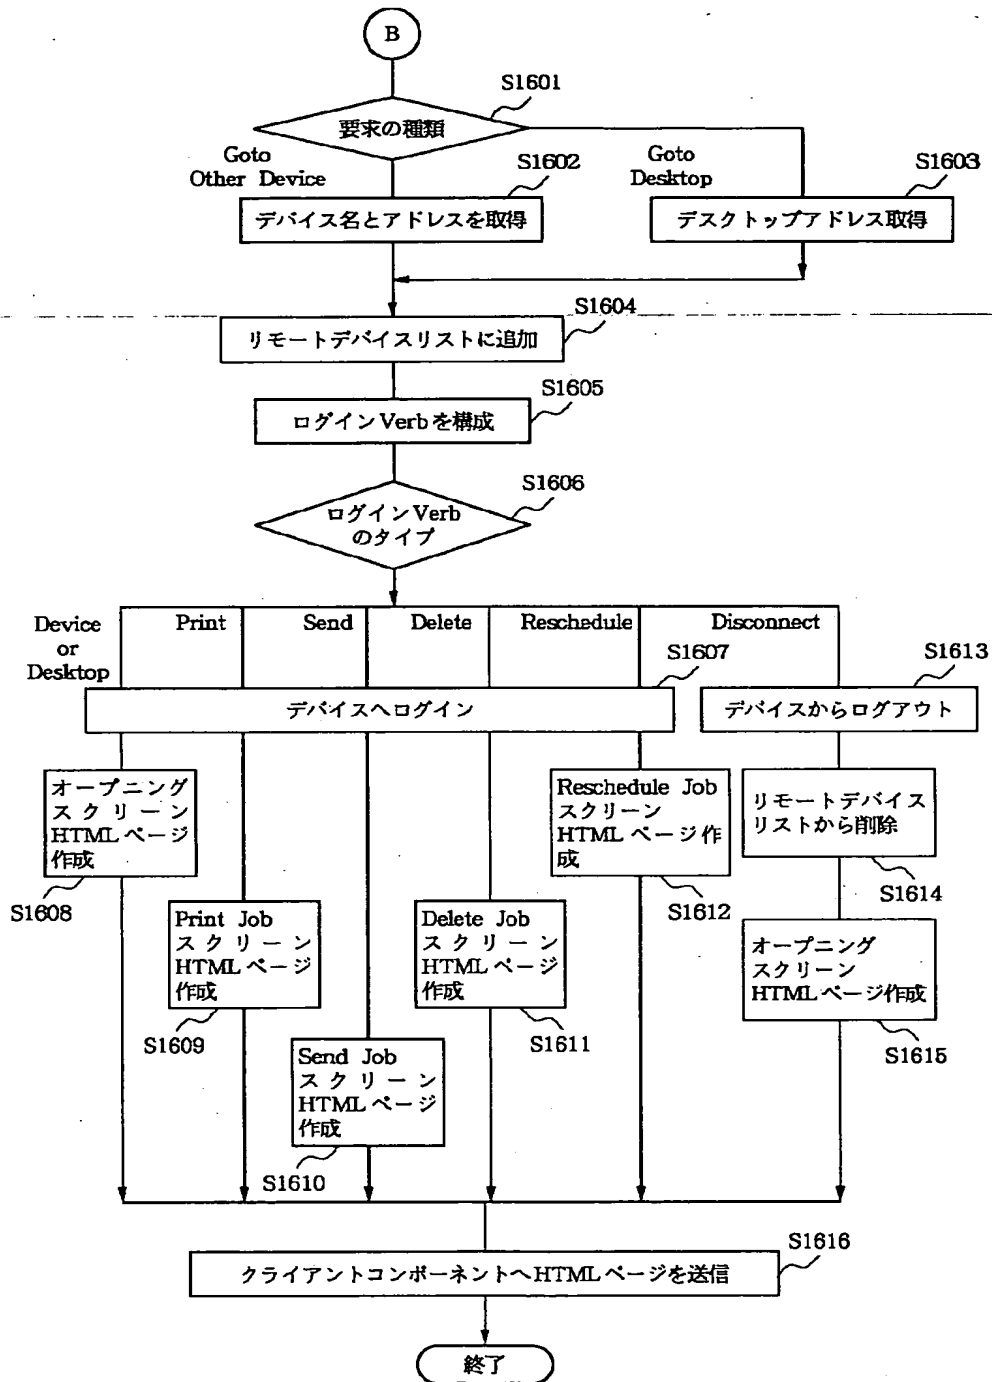 B
S1601
要求の種類
Goto
Other Device
S1602
Goto
Desktop
S1603
デバイス名とアドレスを取得
デスクトップアドレス取得
S1604
リモートデバイスリストに追加
S1605
ログインVerbを構成
S1606
ログインVerb
のタイプ
Device
or
Desktop
Print
Send
Delete
Reschedule
Disconnect
S1607
S1613
デバイスへログイン
デバイスからログアウト
オープニング
スクリーン
HTMLページ
作成
S1608
Reschedule Job
スクリーン
HTMLページ作
成
S1612
リモートデバイス
リストから削除
S1614
Print Job
スクリーン
HTMLページ
作成
S1609
Delete Job
スクリーン
HTMLページ
作成
S1611
オープニング
スクリーン
HTMLページ作成
S1615
Send Job
スクリーン
HTMLページ
作成
S1610
S1616
クライアントコンポーネントへHTMLページを送信
終了